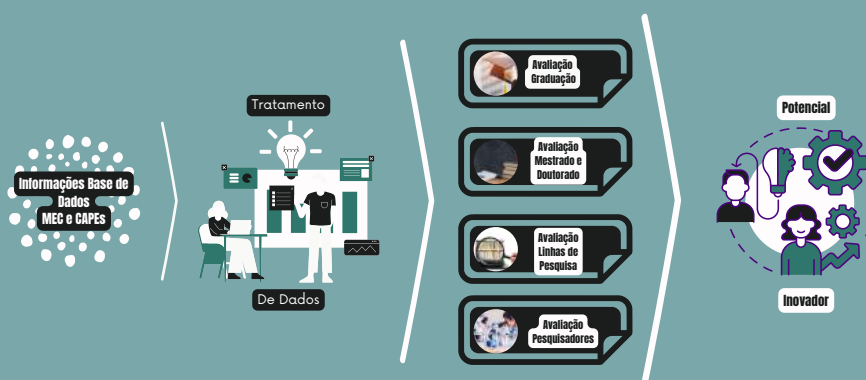 Informações Base de
Dados
MEC e CAPEs
Tratamento
De Dados
Avaliação
Graduação
Avaliação
Mestrado e
Doutorado
Avaliação
Linhas de
Pesquisa
Avaliação
Pesquisadores
Potencial
Inovador